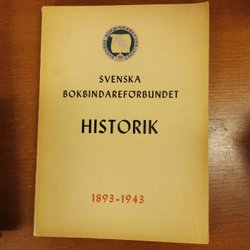 SVENSKA
BOKBINDAREFÖRBUNDET
HISTORIK
1893-1943